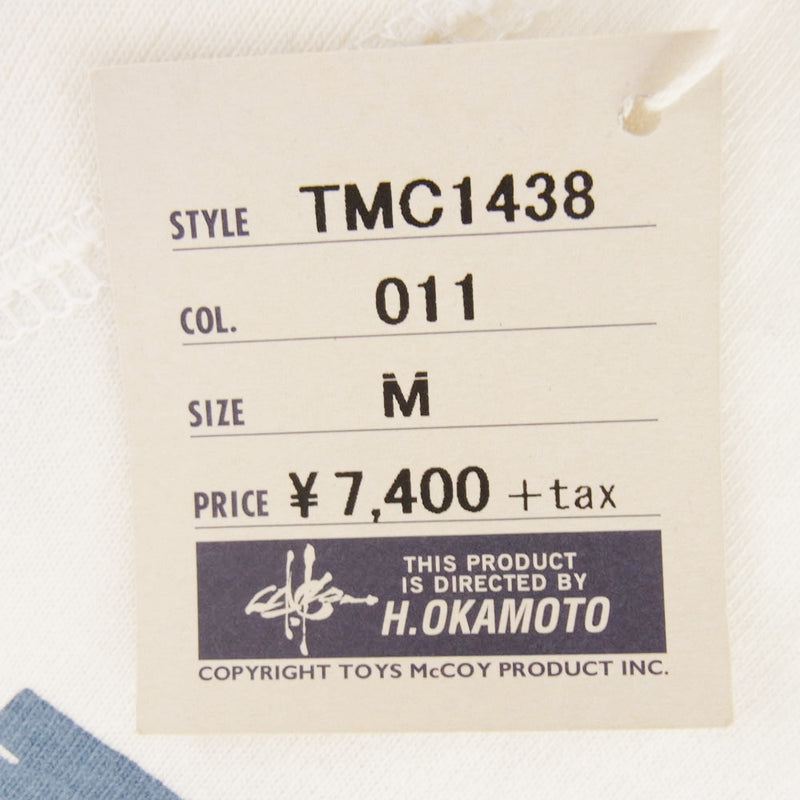 STYLE TMC1438
COL. 011
SIZE M
PRICE ¥7,400 +tax
THIS PRODUCT
IS DIRECTED BY
H.OKAMOTO
COPYRIGHT TOYS McCOY PRODUCT INC.